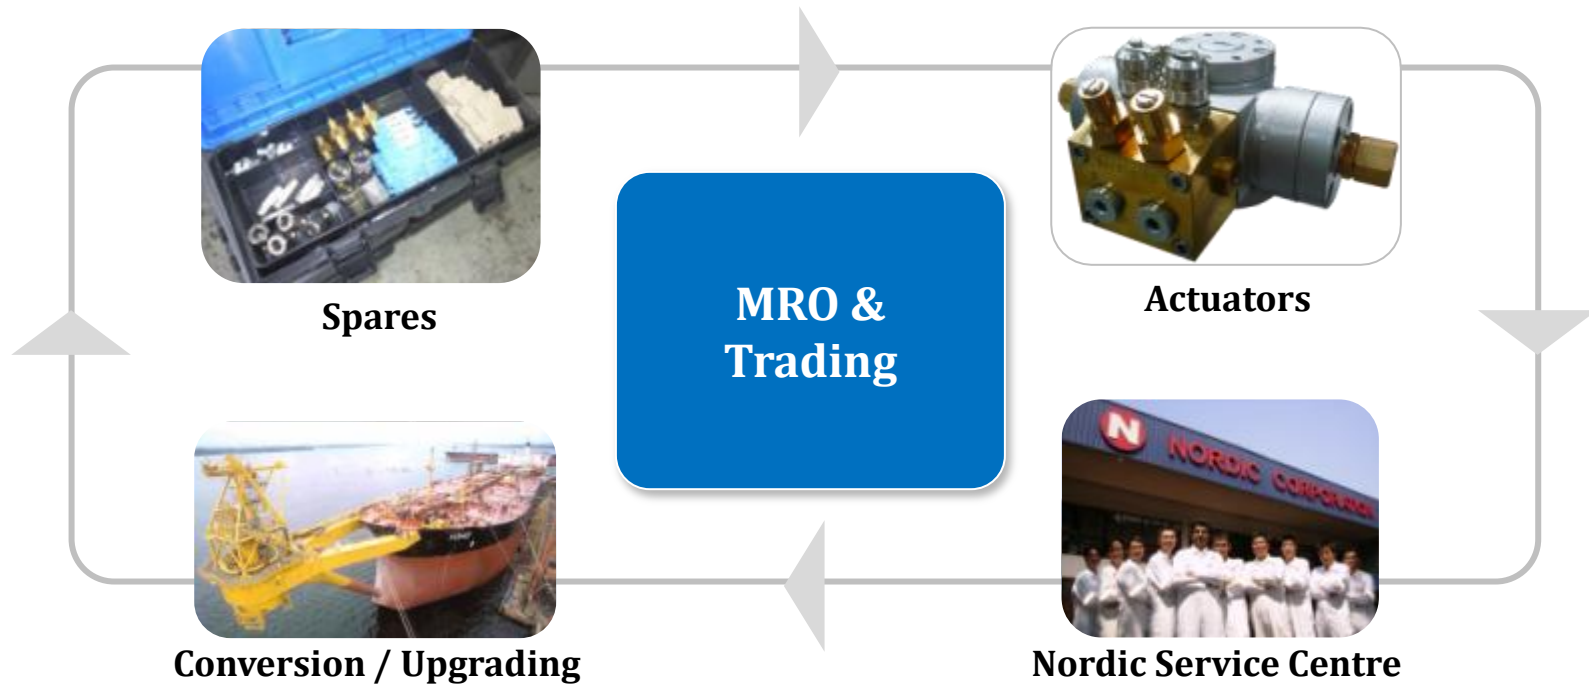 MRO &
Trading
Spares
Actuators
N NORDIC CORPORATION
Conversion / Upgrading
Nordic Service Centre